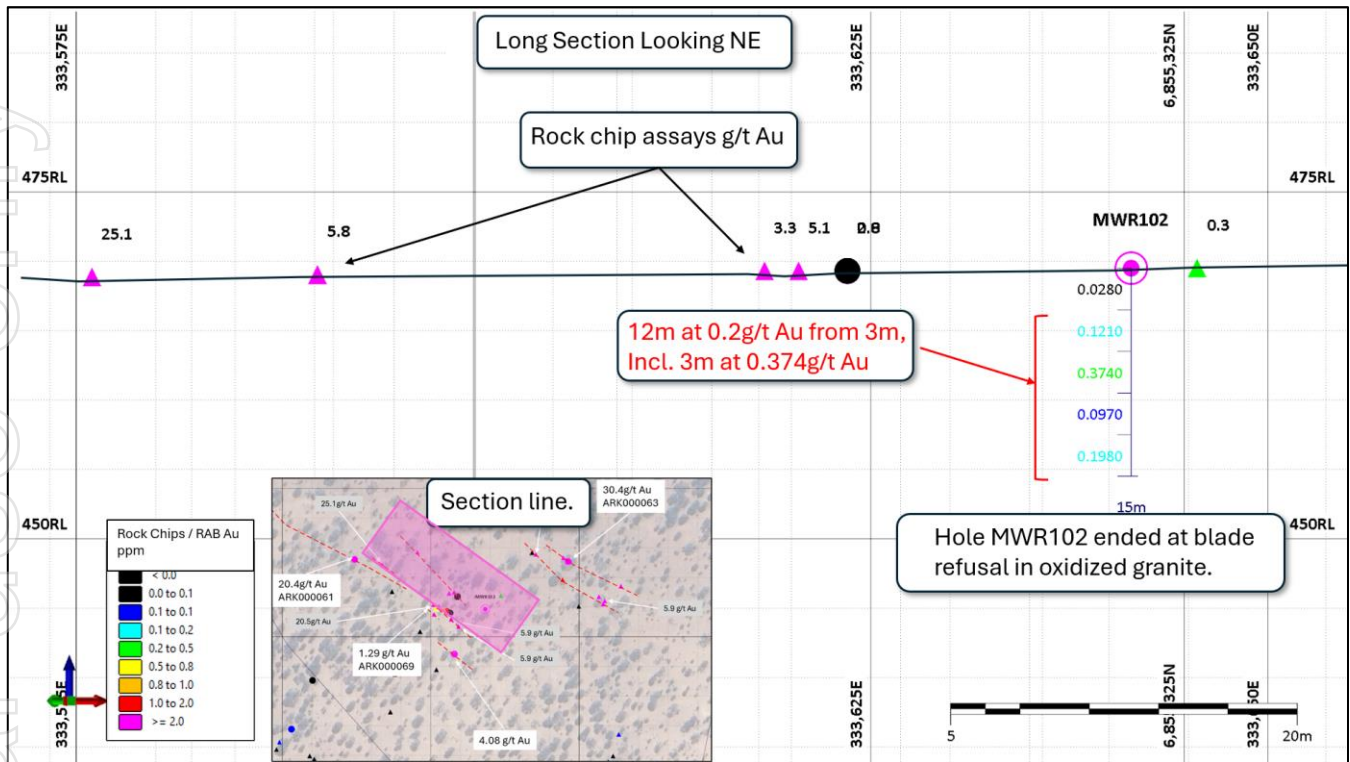 333,575E
Long Section Looking NE
333,625E
6,855,325N
333,650E
Rock chip assays g/t Au
475RL
475RL
25.1
5.8
3.3
5.1
MWR102
0.3
0.0280
12m at 0.2g/t Au from 3m,
Incl. 3m at 0.374g/t Au
0.1210
0.3740
0.0970
0.1980
15m
450RL
450RL
Hole MWR102 ended at blade
refusal in oxidized granite.
Section line.
25.1g/t Au
30.4g/t Au
ARK000063
20.4g/t Au
ARK000061
20.5g/t Au
5.9 g/t Au
5.9 g/t Au
5.9 g/t Au
1.29 g/t Au
ARK000069
4.08 g/t Au
Rock Chips / RAB Au
ppm
< 0.0
0.0 to 0.1
0.1 to 0.1
0.1 to 0.2
0.2 to 0.5
0.5 to 0.8
0.8 to 1.0
1.0 to 2.0
>= 2.0
333,625E
5
20m